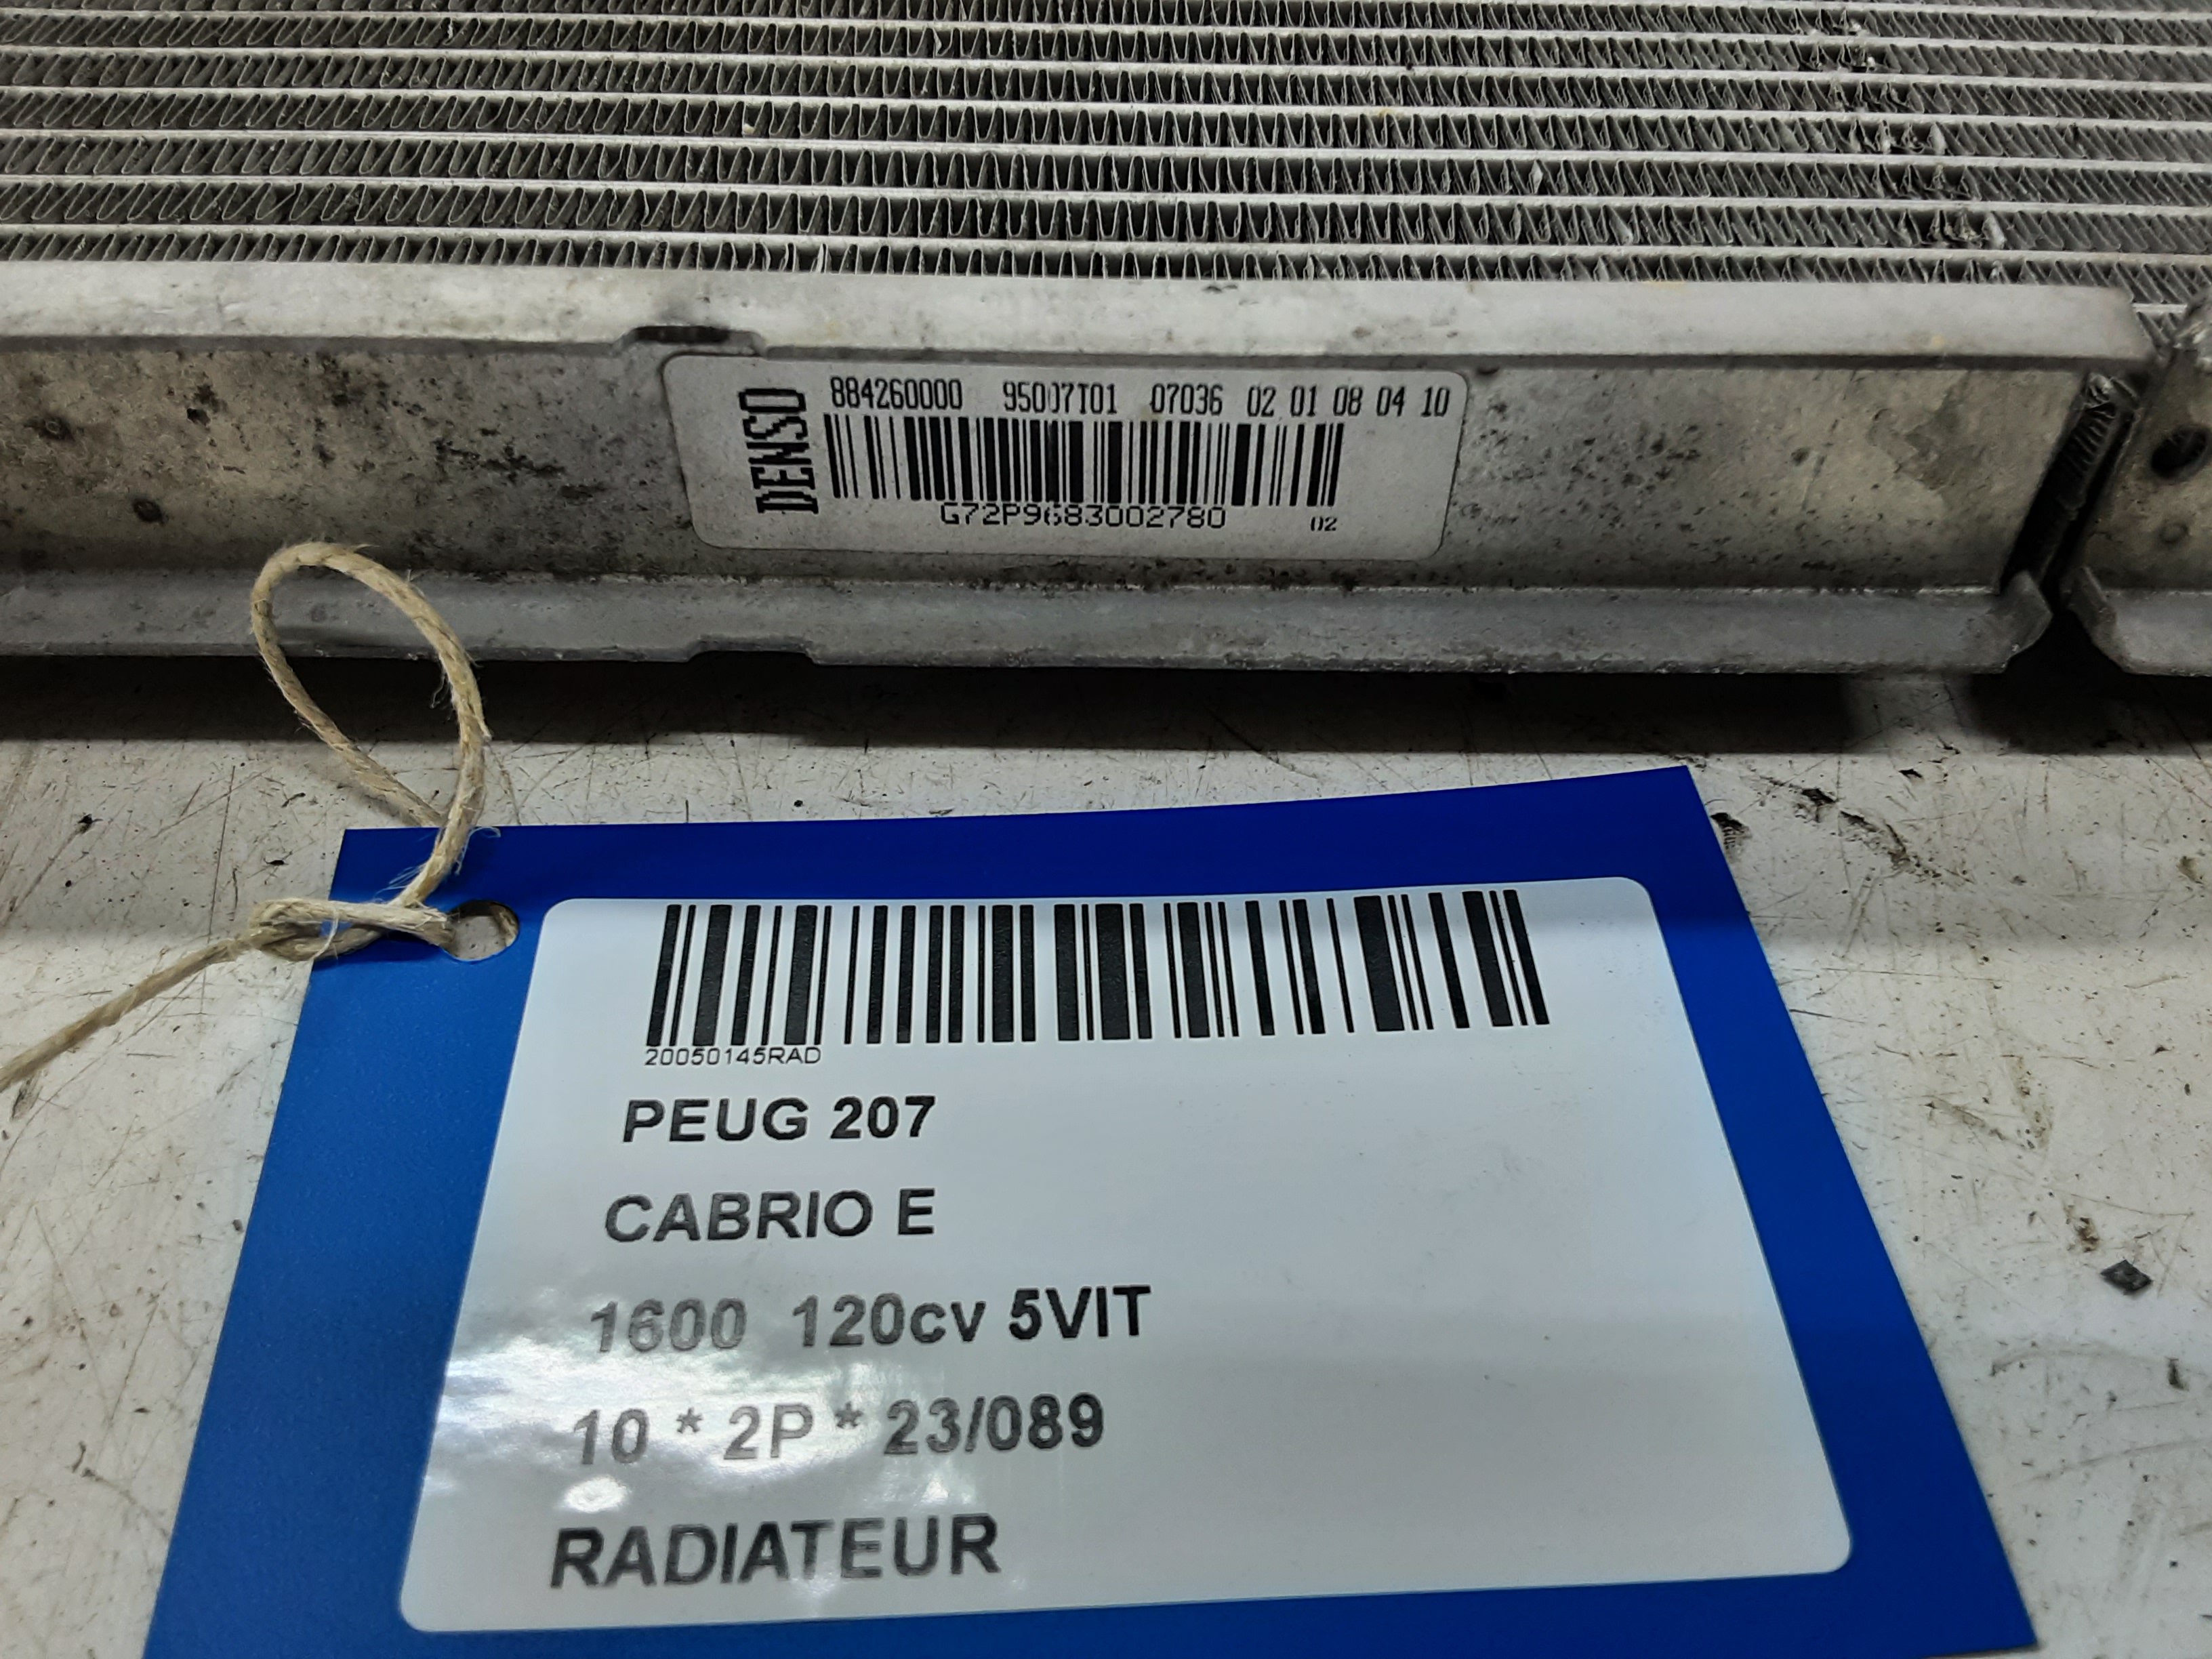 DENSO
884260000 95007T01 07036 02 01 08 04 10
G72P9683002780 02
20050145RAD
PEUG 207
CABRIO E
1600 120cv 5VIT
10 * 2P * 23/089
RADIATEUR